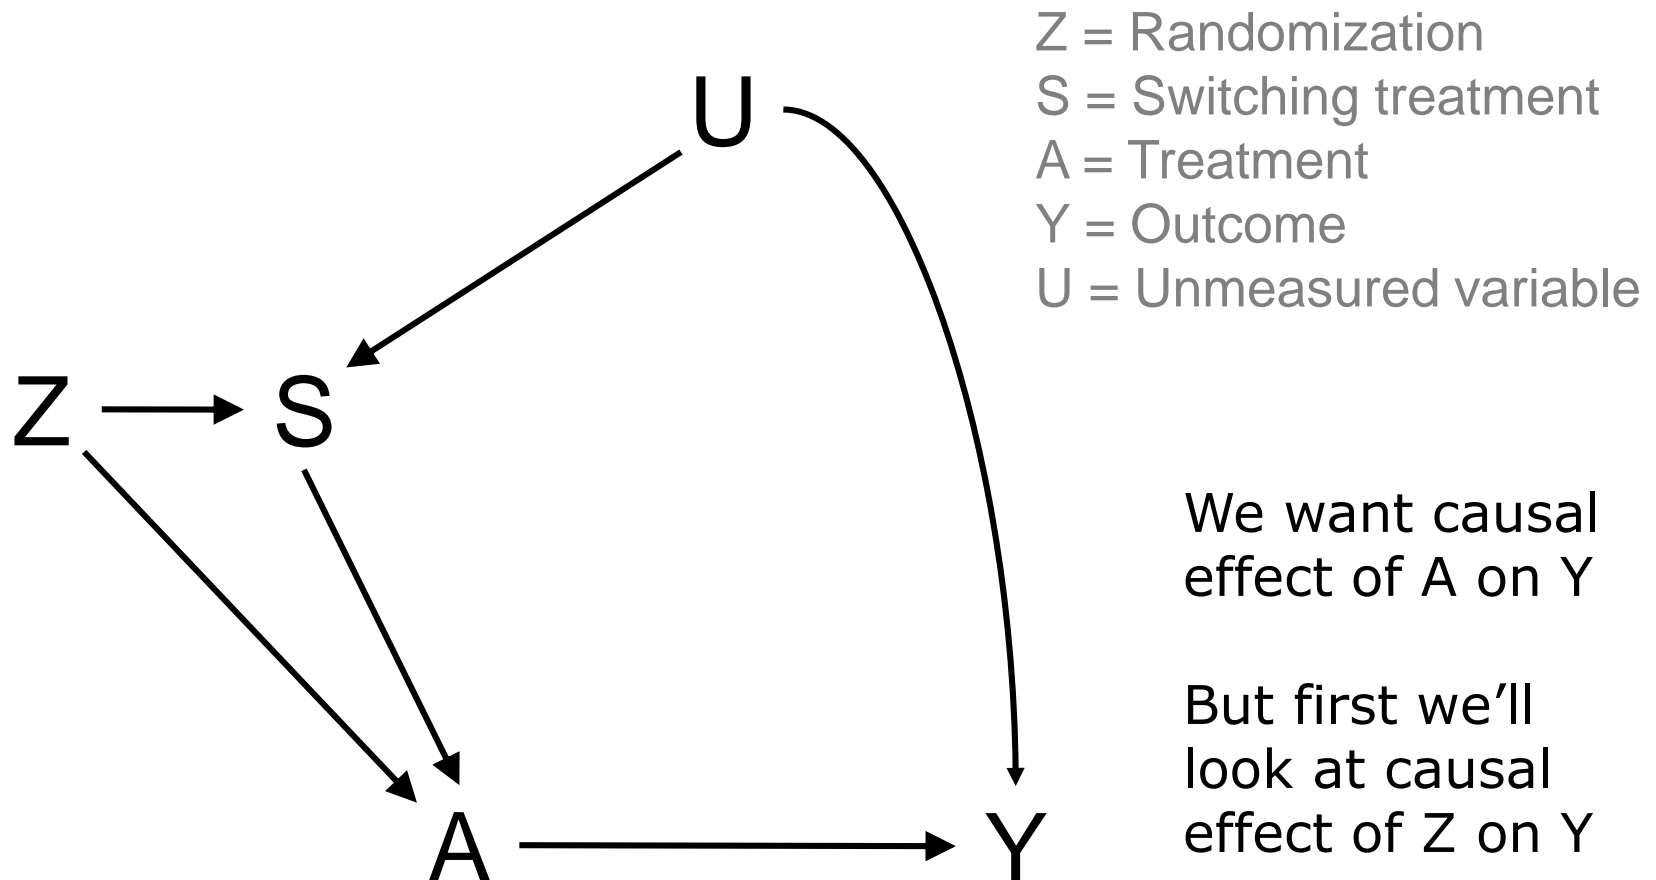 Z = Randomization
S = Switching treatment
A = Treatment
Y = Outcome
U = Unmeasured variable
U
Z
S
A
Y
We want causal
effect of A on Y
But first we’ll
look at causal
effect of Z on Y